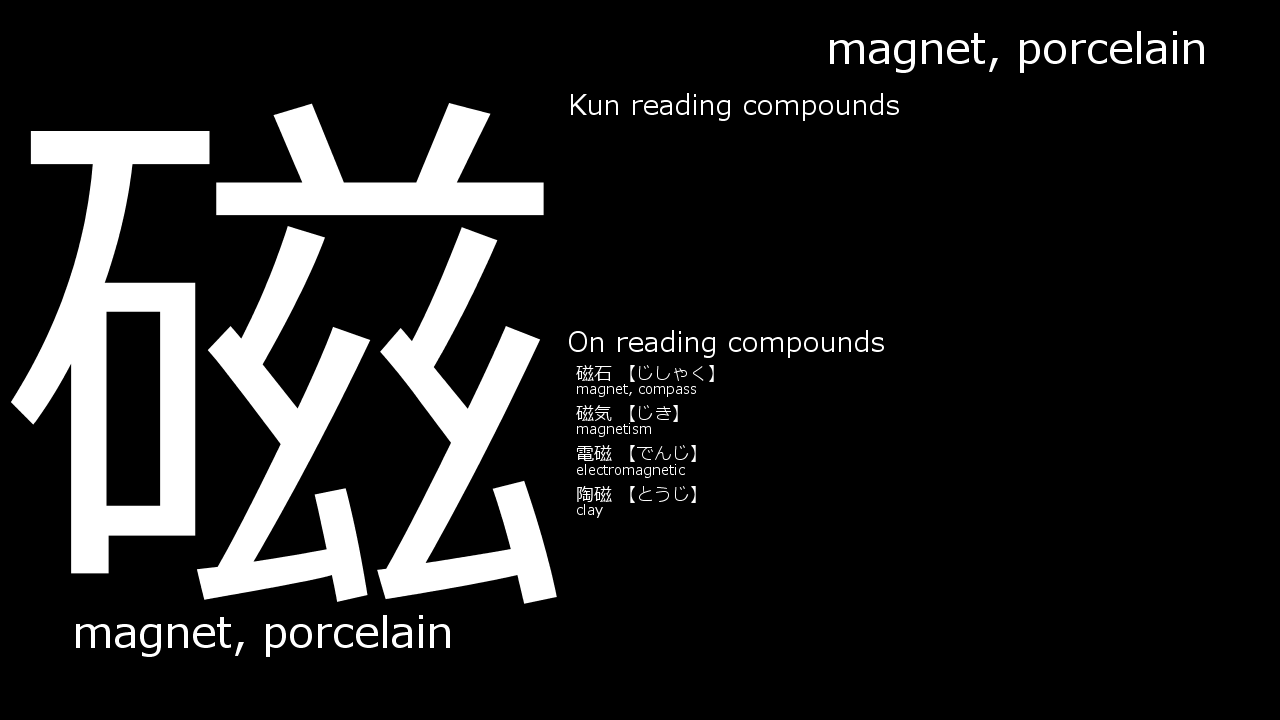 magnet, porcelain
磁
magnet, porcelain
Kun reading compounds
On reading compounds
磁石 【じしゃく】
magnet, compass
磁気 【じき】
magnetism
電磁 【でんじ】
electromagnetic
陶磁 【とうじ】
clay